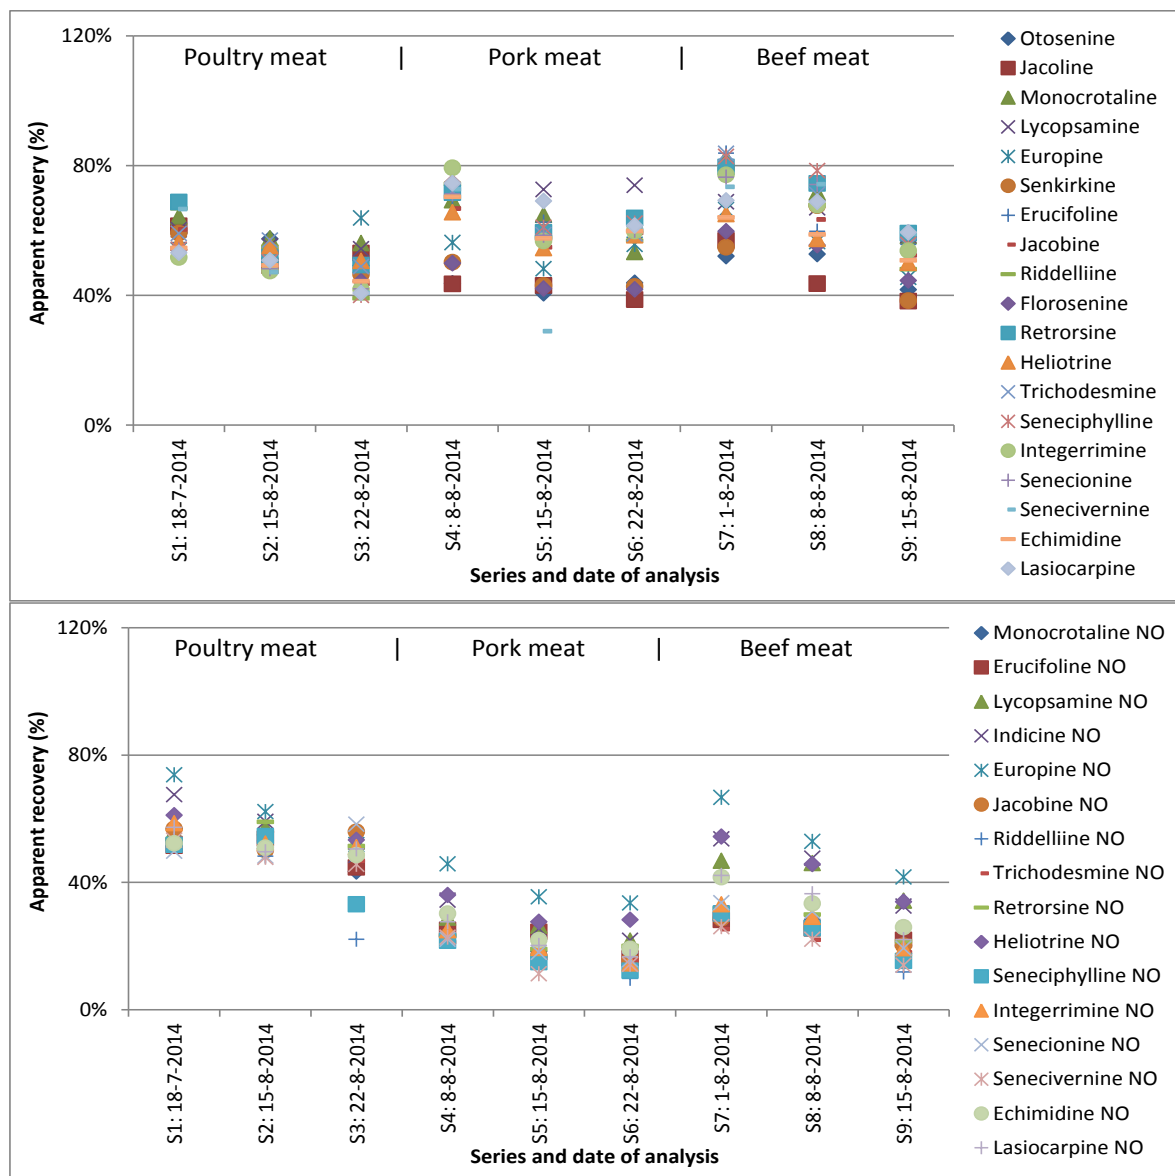 120%
80%
40%
0%
Apparent recovery (%)
Poultry meat | Pork meat | Beef meat
S1: 18-7-2014
S2: 15-8-2014
S3: 22-8-2014
S4: 8-8-2014
S5: 15-8-2014
S6: 22-8-2014
S7: 1-8-2014
S8: 8-8-2014
S9: 15-8-2014
Series and date of analysis
Otosenine
Jacoline
Monocrotaline
Lycopsamine
Europine
Senkirkine
Erucifoline
Jacobine
Riddelliine
Florosenine
Retrorsine
Heliotrine
Trichodesmine
Seneciphylline
Integerrimine
Senecionine
Senecivernine
Echimidine
Lasiocarpine
120%
80%
40%
0%
Apparent recovery (%)
Poultry meat | Pork meat | Beef meat
S1: 18-7-2014
S2: 15-8-2014
S3: 22-8-2014
S4: 8-8-2014
S5: 15-8-2014
S6: 22-8-2014
S7: 1-8-2014
S8: 8-8-2014
S9: 15-8-2014
Series and date of analysis
Monocrotaline NO
Erucifoline NO
Lycopsamine NO
Indicine NO
Europine NO
Jacobine NO
Riddelliine NO
Trichodesmine NO
Retrorsine NO
Heliotrine NO
Seneciphylline NO
Integerrimine NO
Senecionine NO
Senecivernine NO
Echimidine NO
Lasiocarpine NO